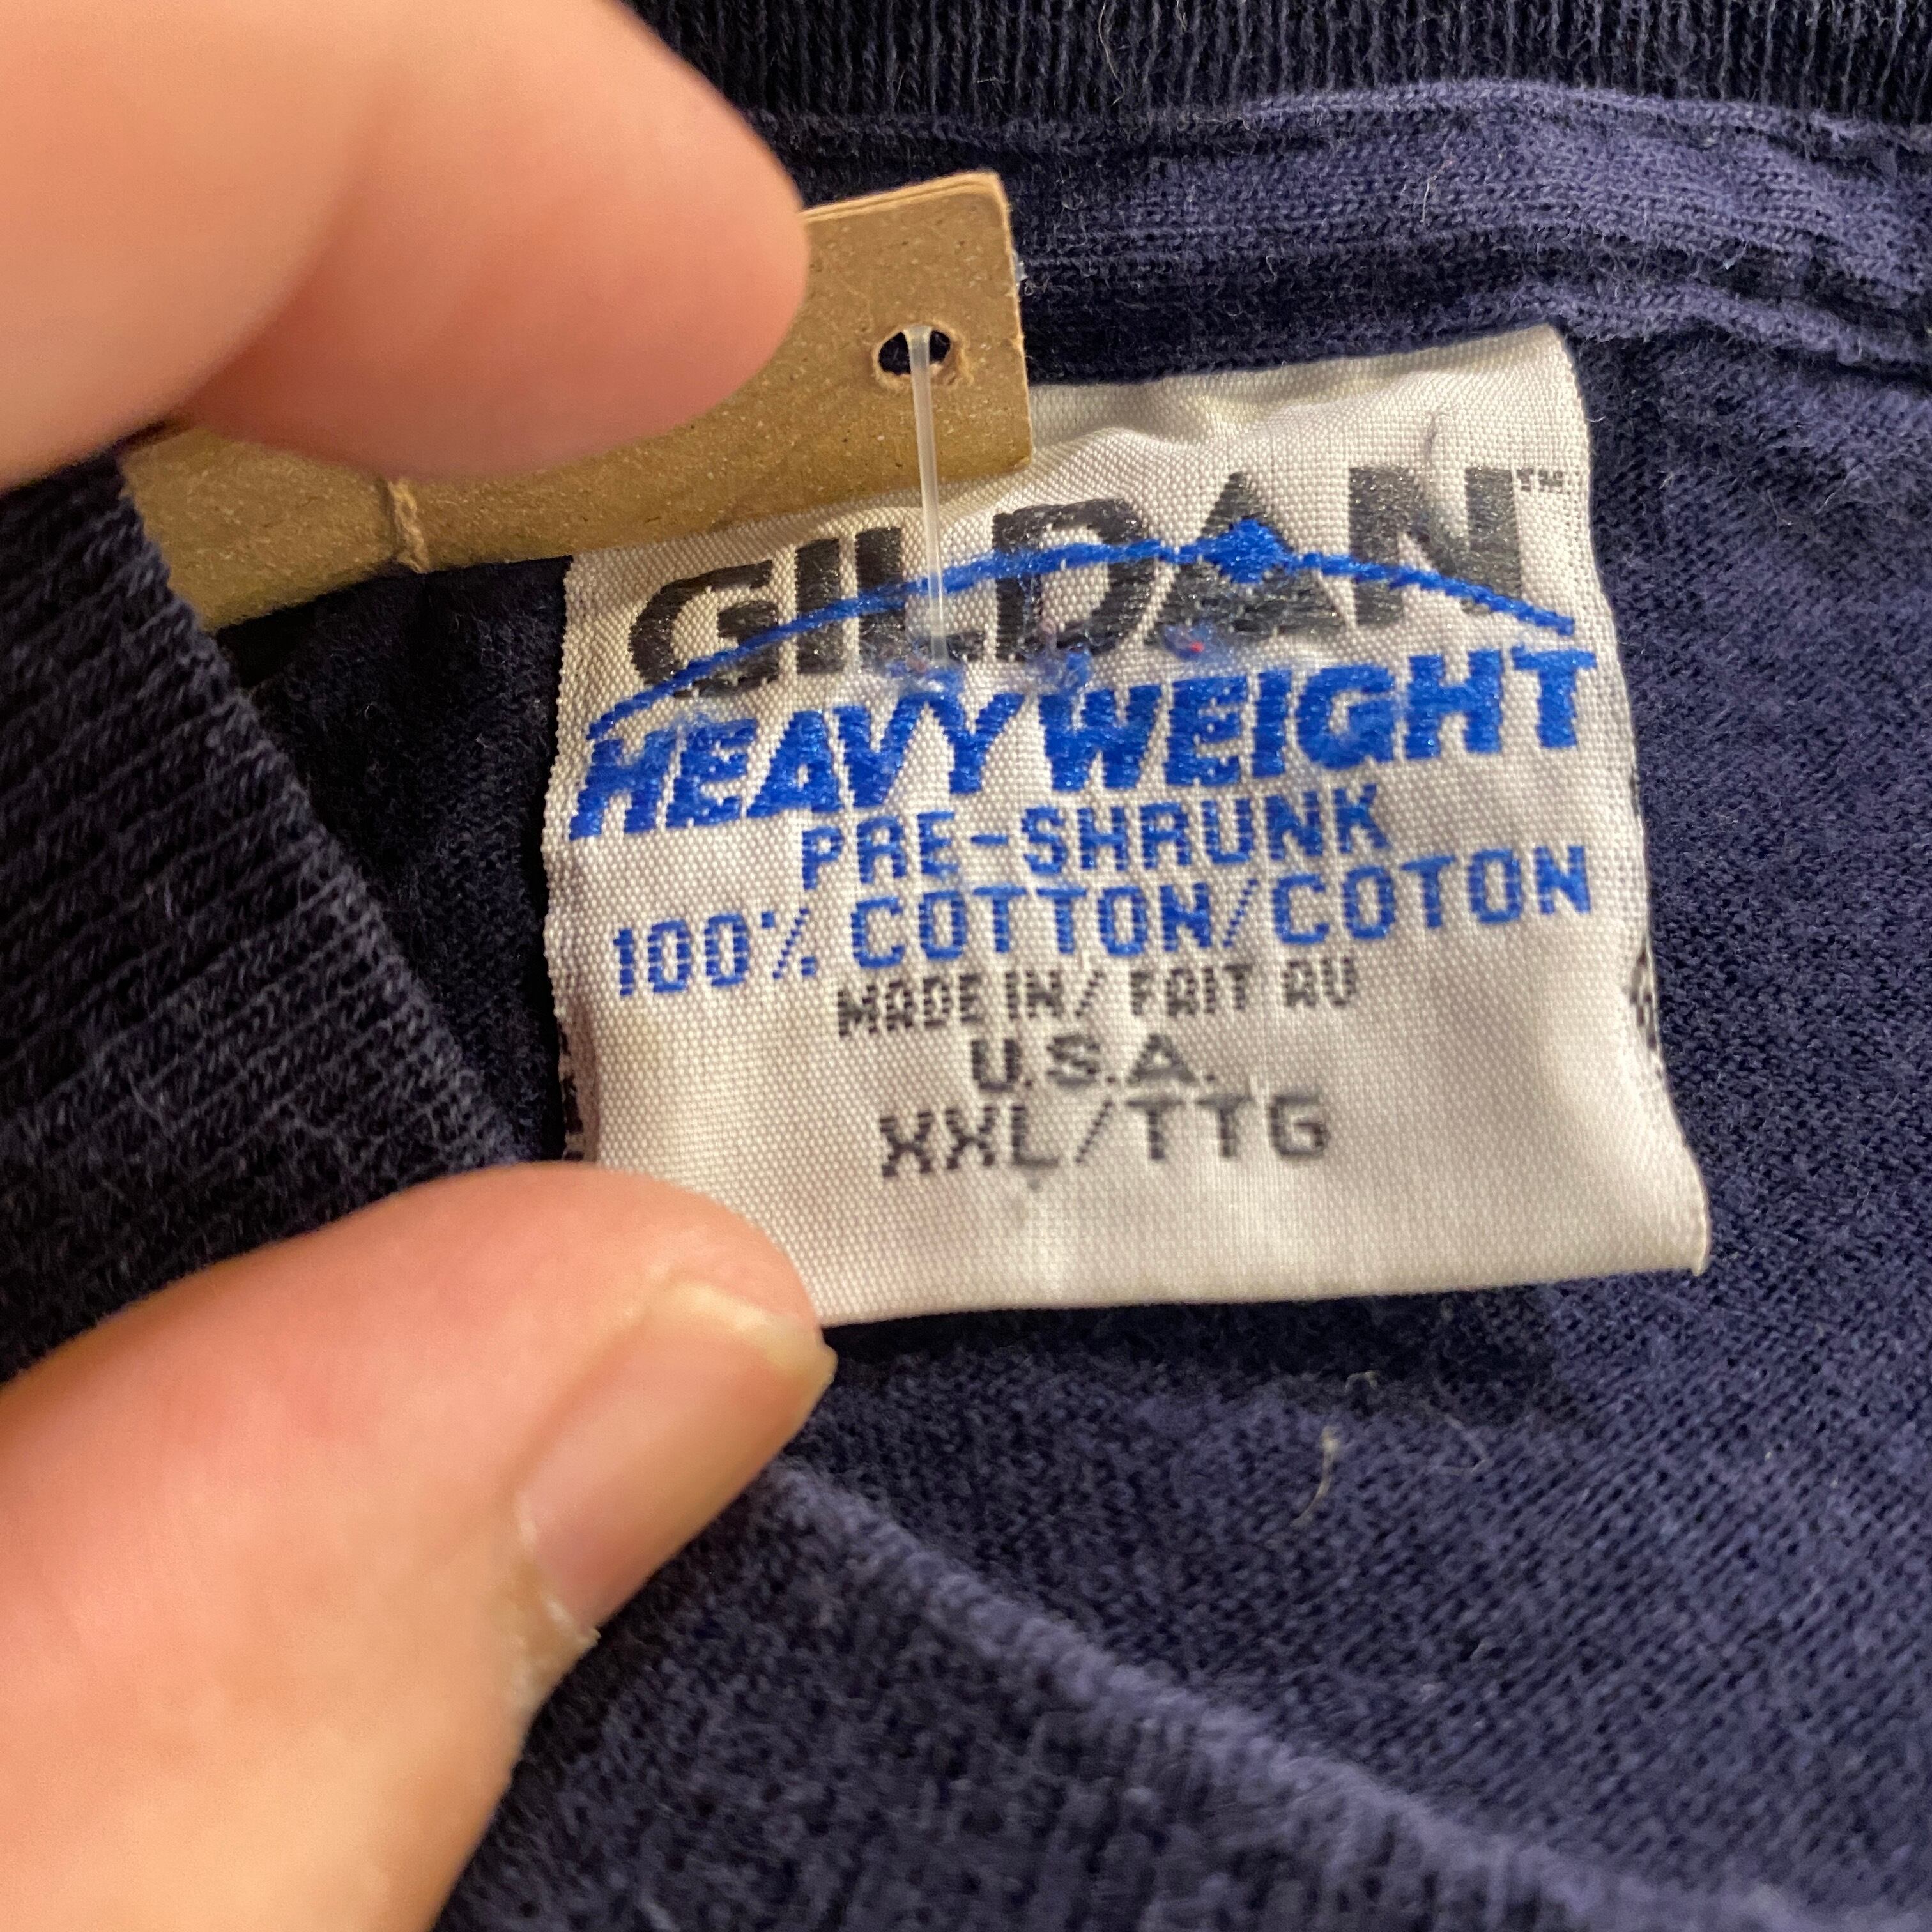 GILDAN™
HEAVYWEIGHT
PRE-SHRUNK
100% COTTON/COTON
MADE IN/ FAIT AU
U.S.A.
XXL/TTG